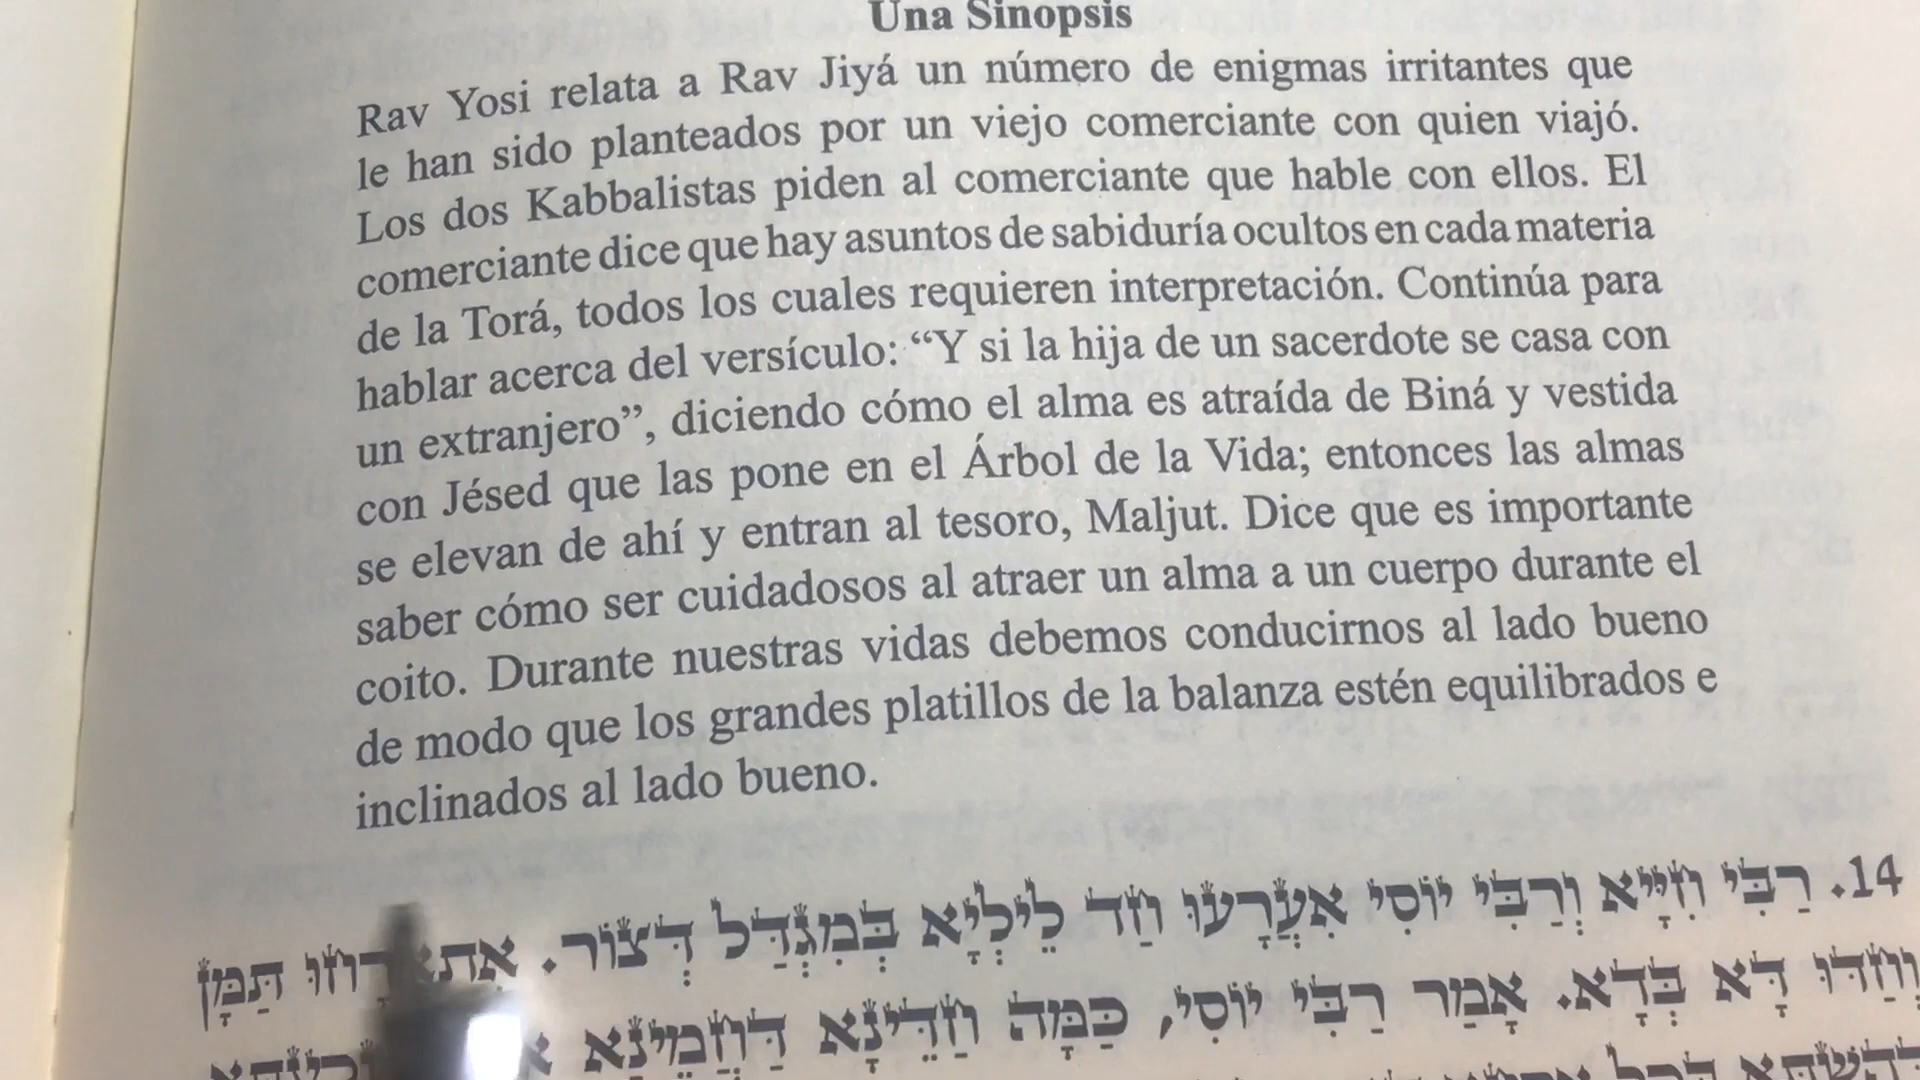 Una Sinopsis
Rav Yosi relata a Rav Jiyá un número de enigmas irritantes que
le han sido planteados por un viejo comerciante con quien viajó.
Los dos Kabbalistas piden al comerciante que hable con ellos. El
comerciante dice que hay asuntos de sabiduría ocultos en cada materia
de la Torá, todos los cuales requieren interpretación. Continúa para
hablar acerca del versículo: “Y si la hija de un sacerdote se casa con
un extranjero”, diciendo cómo el alma es atraída de Biná y vestida
con Jésed que las pone en el Árbol de la Vida; entonces las almas
se elevan de ahí y entran al tesoro, Maljut. Dice que es importante
saber cómo ser cuidadosos al atraer un alma a un cuerpo durante el
coito. Durante nuestras vidas debemos conducirnos al lado bueno
de modo que los grandes platillos de la balanza estén equilibrados e
inclinados al lado bueno.
14. רַבִּי חִיָּיא וְרַבִּי יוֹסִי אִעֲרָעוּ חַד לֵילְיָא בְּמִגְדַּל דְּצוֹר. תַּמָּן
וְחַדּוּ דָּא בְּדָא. אָמַר רַבִּי יוֹסִי, כַּמָּה חַדֵּינָא דַּחֲמֵינָא